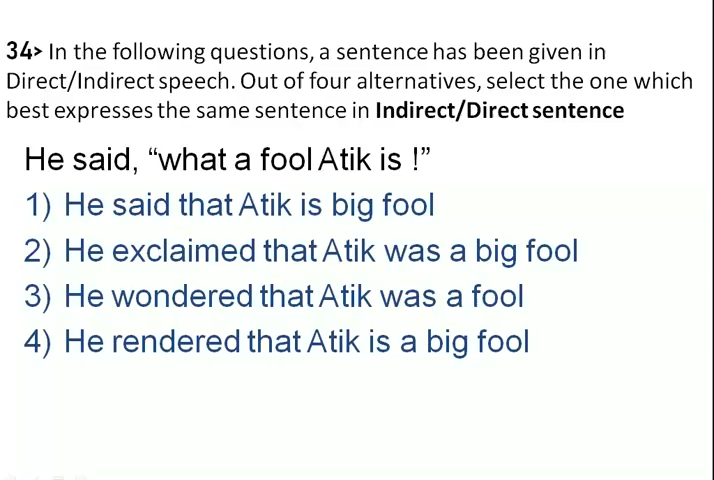 34> In the following questions, a sentence has been given in
Direct/Indirect speech. Out of four alternatives, select the one which
best expresses the same sentence in Indirect/Direct sentence
He said, “what a fool Atik is !”
1) He said that Atik is big fool
2) He exclaimed that Atik was a big fool
3) He wondered that Atik was a fool
4) He rendered that Atik is a big fool